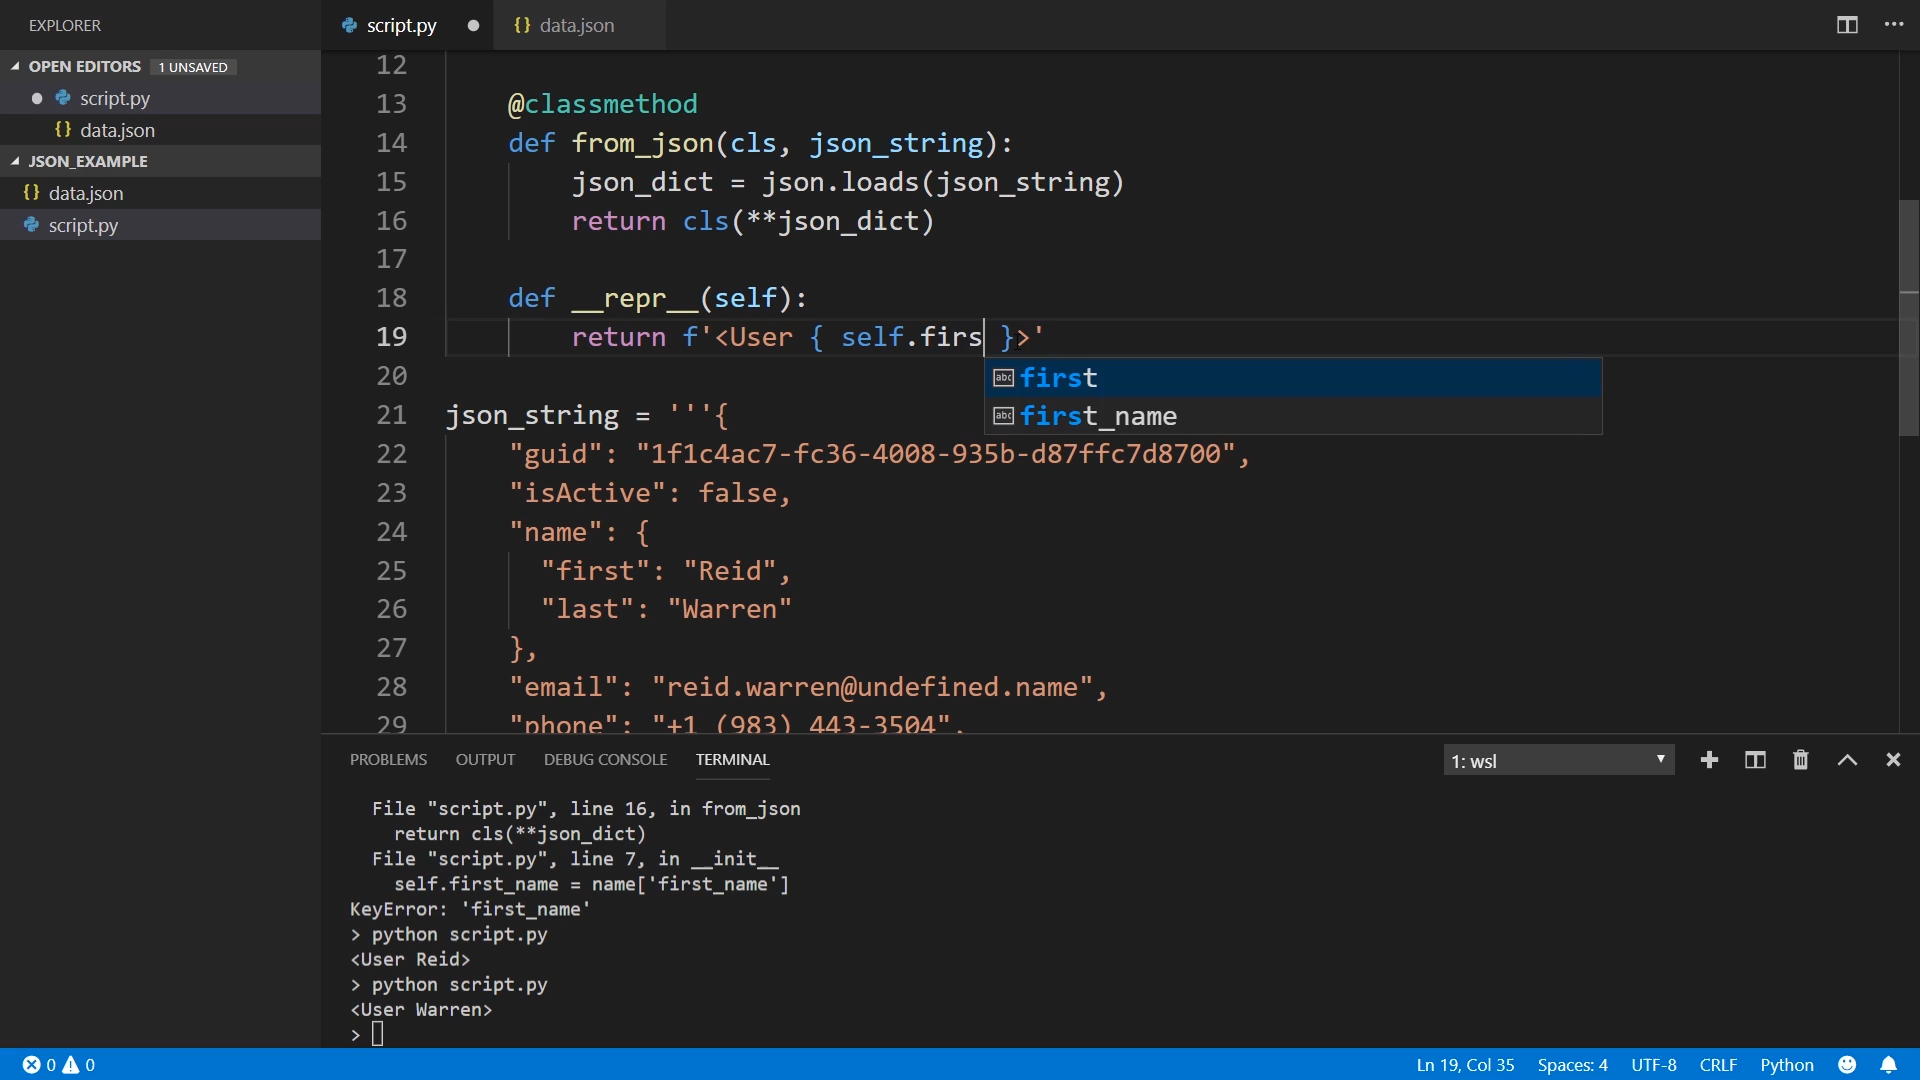 EXPLORER
OPEN EDITORS 1 UNSAVED
script.py
data.json
JSON_EXAMPLE
data.json
script.py
script.py
data.json
12
13 @classmethod
14 def from_json(cls, json_string):
15 json_dict = json.loads(json_string)
16 return cls(**json_dict)
17
18 def __repr__(self):
19 return f'<User { self.firs }>'
first
first_name
20
21 json_string = '''{
22 "guid": "1f1c4ac7-fc36-4008-935b-d87ffc7d8700",
23 "isActive": false,
24 "name": {
25 "first": "Reid",
26 "last": "Warren"
27 },
28 "email": "reid.warren@undefined.name",
29 "phone": "+1 (983) 443-3504",
PROBLEMS OUTPUT DEBUG CONSOLE TERMINAL
1: wsl
File "script.py", line 16, in from_json
return cls(**json_dict)
File "script.py", line 7, in __init__
self.first_name = name['first_name']
KeyError: 'first_name'
> python script.py
<User Reid>
> python script.py
<User Warren>
>
0 0
Ln 19, Col 35 Spaces: 4 UTF-8 CRLF Python